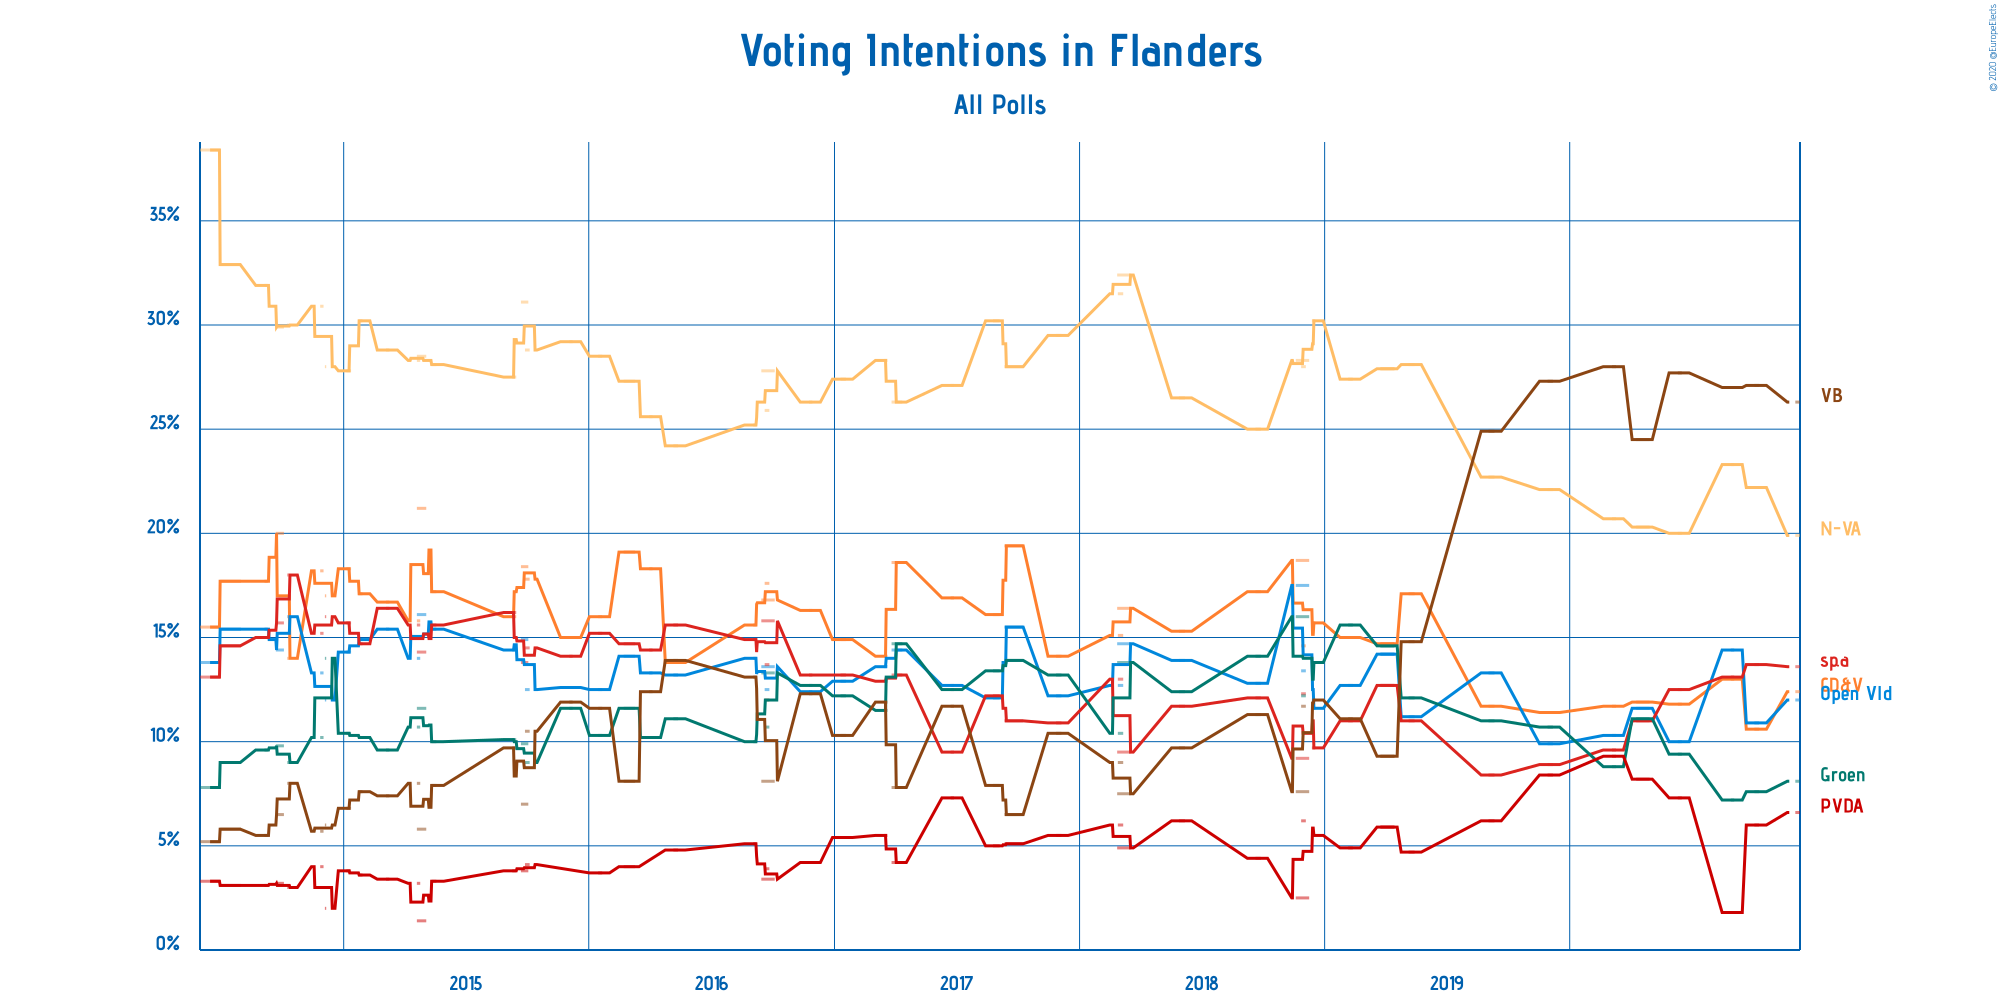 Voting Intentions in Flanders
All Polls
© 2020 @EuropeElects
35%
30%
25%
20%
15%
10%
5%
0%
VB
N-VA
spa
CD&V
Open Vld
Groen
PVDA
2015
2016
2017
2018
2019